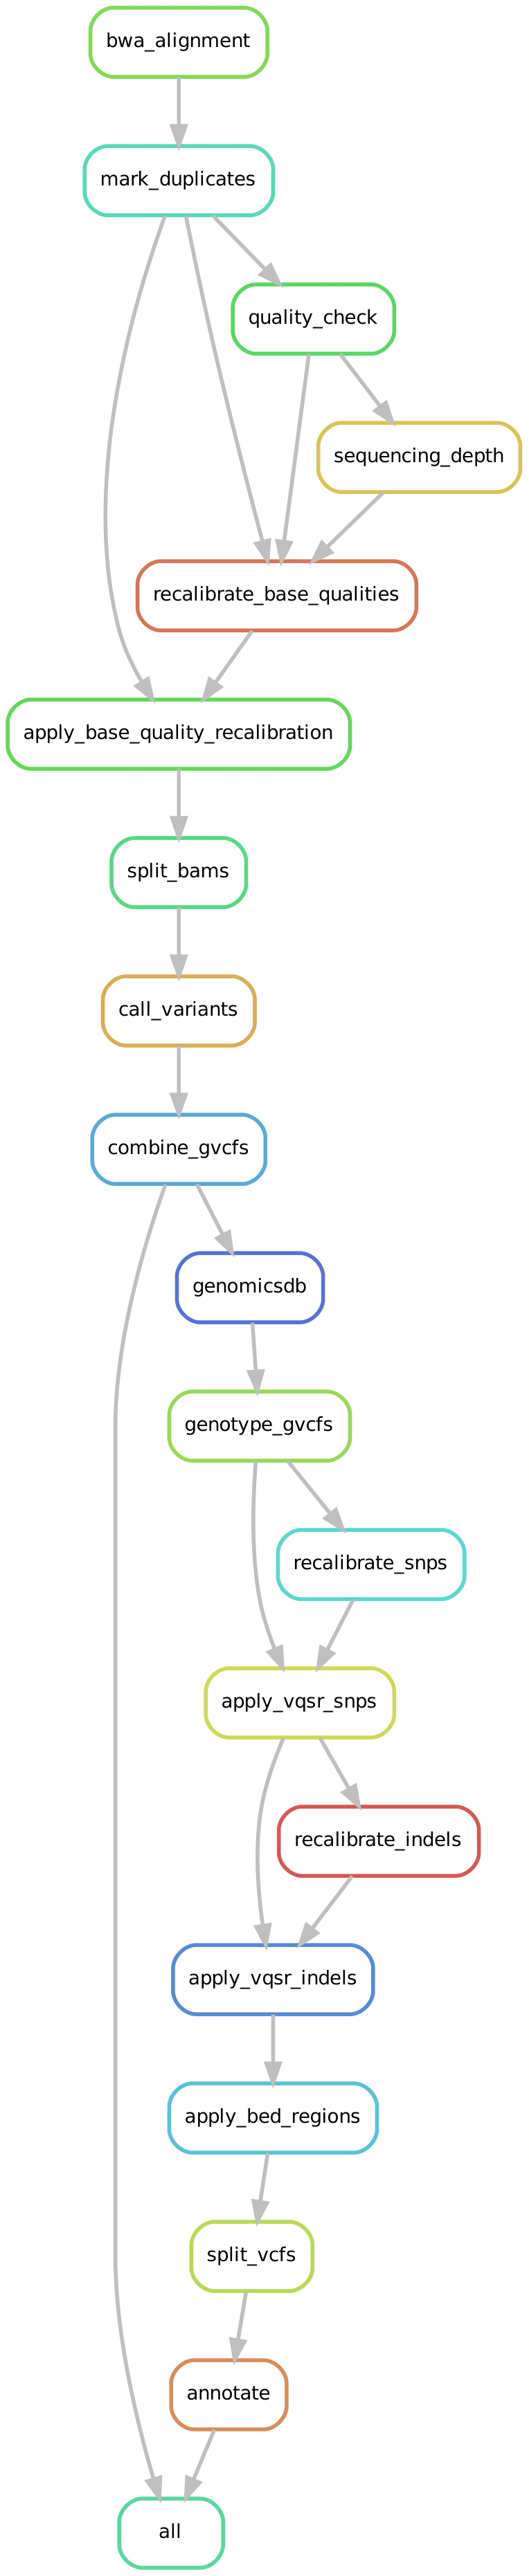 bwa_alignment
mark_duplicates
quality_check
sequencing_depth
recalibrate_base_qualities
apply_base_quality_recalibration
split_bams
call_variants
combine_gvcfs
genomicsdb
genotype_gvcfs
recalibrate_snps
apply_vqsr_snps
recalibrate_indels
apply_vqsr_indels
apply_bed_regions
split_vcfs
annotate
all